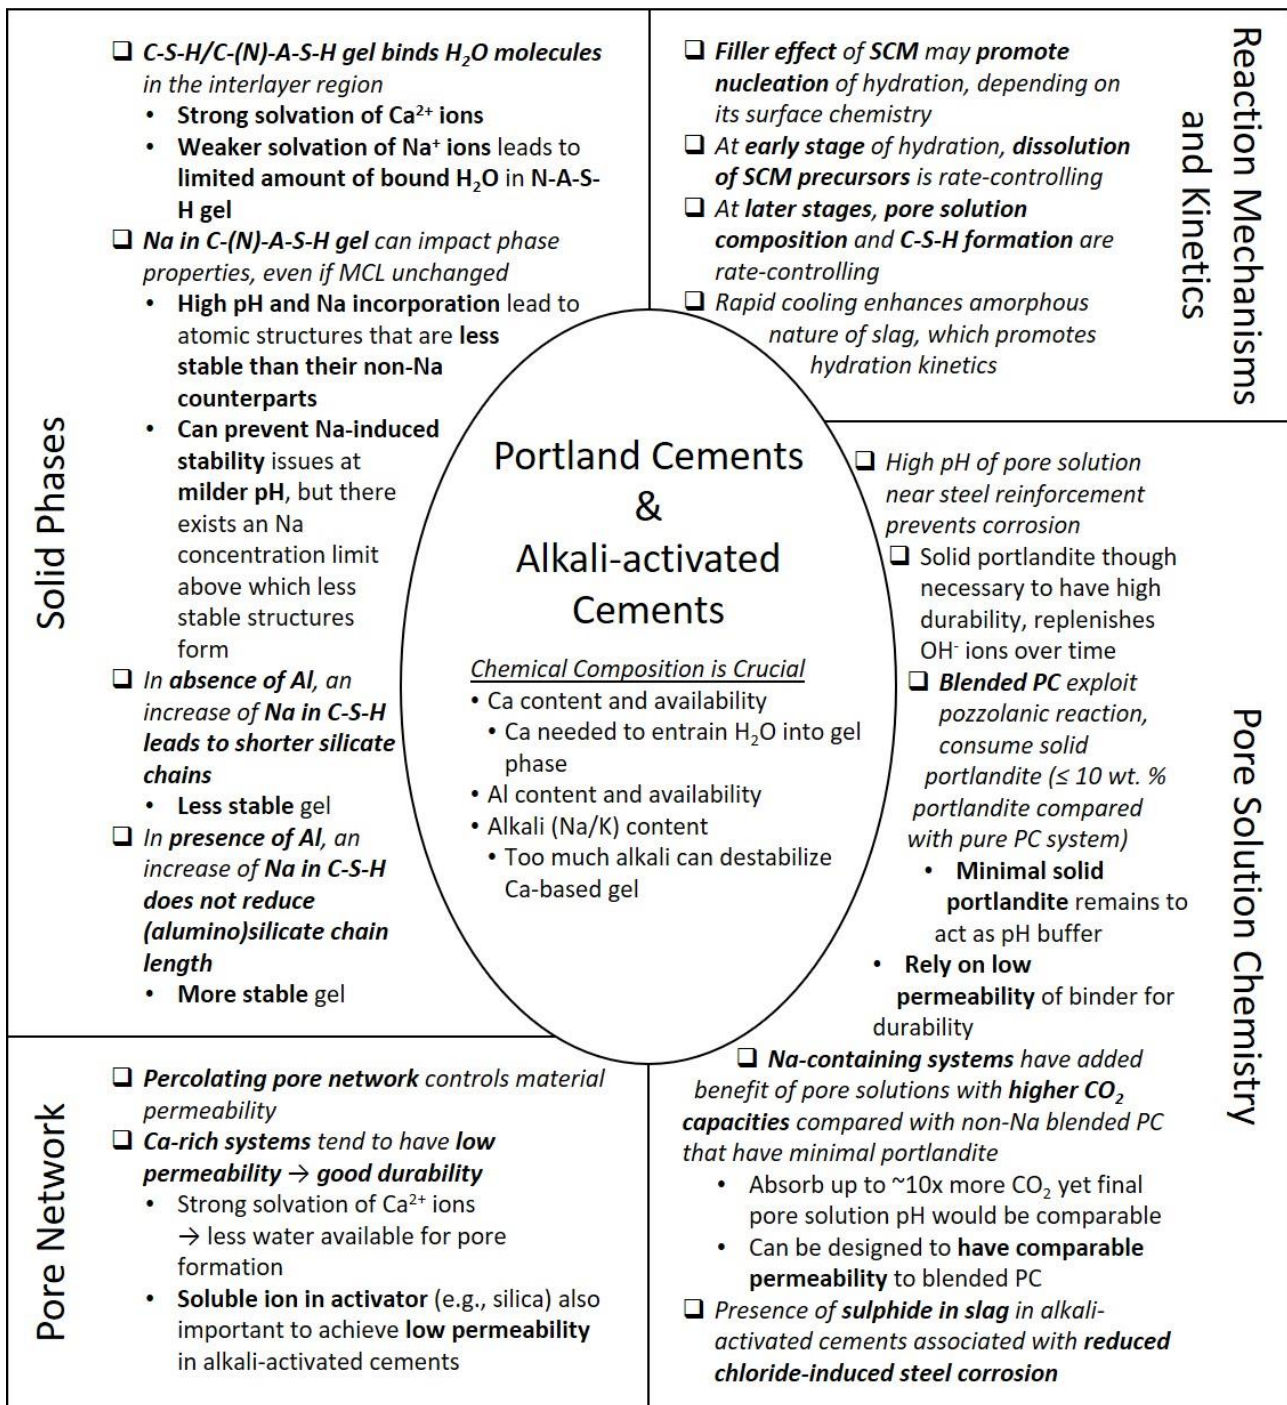 Solid Phases
❑ C-S-H/C-(N)-A-S-H gel binds H₂O molecules
in the interlayer region
• Strong solvation of Ca²⁺ ions
• Weaker solvation of Na⁺ ions leads to
limited amount of bound H₂O in N-A-S-
H gel
❑ Na in C-(N)-A-S-H gel can impact phase
properties, even if MCL unchanged
• High pH and Na incorporation lead to
atomic structures that are less
stable than their non-Na
counterparts
• Can prevent Na-induced
stability issues at
milder pH, but there
exists an Na
concentration limit
above which less
stable structures
form
❑ In absence of Al, an
increase of Na in C-S-H
leads to shorter silicate
chains
• Less stable gel
❑ In presence of Al, an
increase of Na in C-S-H
does not reduce
(alumino)silicate chain
length
• More stable gel
Reaction Mechanisms
and Kinetics
❑ Filler effect of SCM may promote
nucleation of hydration, depending on
its surface chemistry
❑ At early stage of hydration, dissolution
of SCM precursors is rate-controlling
❑ At later stages, pore solution
composition and C-S-H formation are
rate-controlling
❑ Rapid cooling enhances amorphous
nature of slag, which promotes
hydration kinetics
Portland Cements
&
Alkali-activated
Cements
Chemical Composition is Crucial
• Ca content and availability
• Ca needed to entrain H₂O into gel
phase
• Al content and availability
• Alkali (Na/K) content
• Too much alkali can destabilize
Ca-based gel
Pore Solution Chemistry
❑ High pH of pore solution
near steel reinforcement
prevents corrosion
❑ Solid portlandite though
necessary to have high
durability, replenishes
OH⁻ ions over time
❑ Blended PC exploit
pozzolanic reaction,
consume solid
portlandite (≤ 10 wt. %
portlandite compared
with pure PC system)
• Minimal solid
portlandite remains to
act as pH buffer
• Rely on low
permeability of binder for
durability
❑ Na-containing systems have added
benefit of pore solutions with higher CO₂
capacities compared with non-Na blended PC
that have minimal portlandite
• Absorb up to ~10x more CO₂ yet final
pore solution pH would be comparable
• Can be designed to have comparable
permeability to blended PC
❑ Presence of sulphide in slag in alkali-
activated cements associated with reduced
chloride-induced steel corrosion
Pore Network
❑ Percolating pore network controls material
permeability
❑ Ca-rich systems tend to have low
permeability → good durability
• Strong solvation of Ca²⁺ ions
→ less water available for pore
formation
• Soluble ion in activator (e.g., silica) also
important to achieve low permeability
in alkali-activated cements